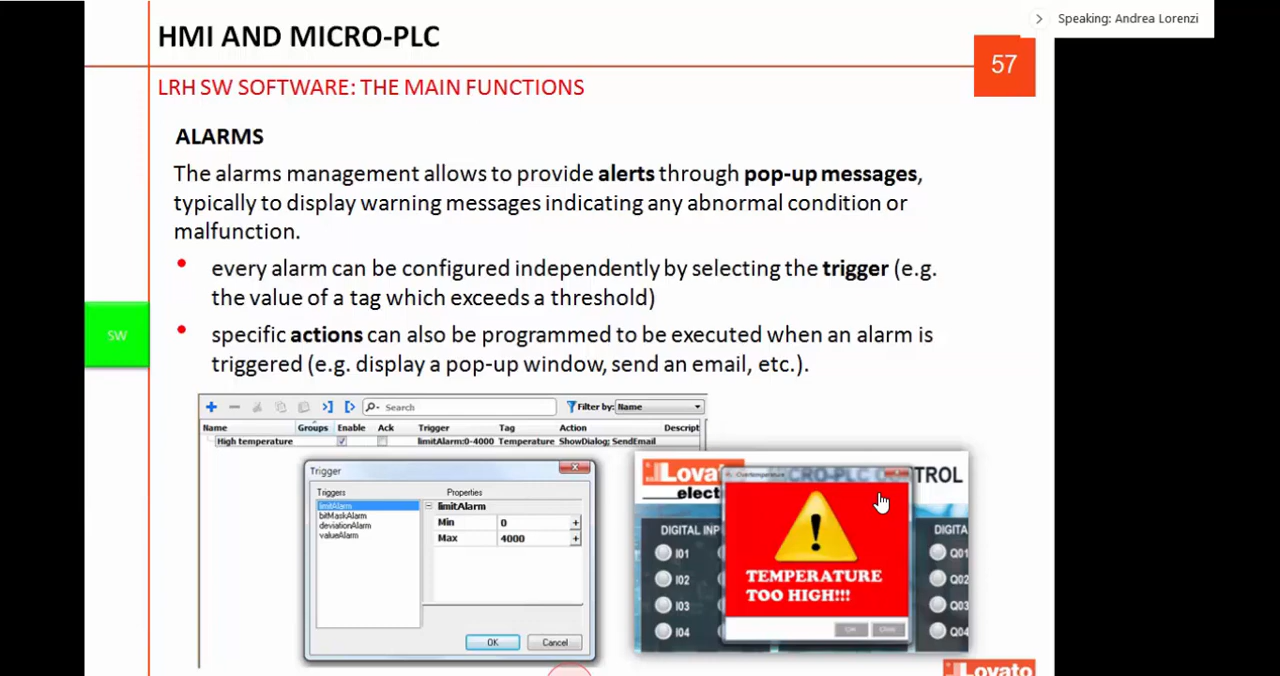 Speaking: Andrea Lorenzi
HMI AND MICRO-PLC
57
LRH SW SOFTWARE: THE MAIN FUNCTIONS
ALARMS
The alarms management allows to provide alerts through pop-up messages,
typically to display warning messages indicating any abnormal condition or
malfunction.
• every alarm can be configured independently by selecting the trigger (e.g.
the value of a tag which exceeds a threshold)
SW
• specific actions can also be programmed to be executed when an alarm is
triggered (e.g. display a pop-up window, send an email, etc.).
Search
Filter by: Name
Name Groups Enable Ack Trigger Tag Action Descript
High temperature limitAlarm:0-4000 Temperature ShowDialog; SendEmail
Trigger
Triggers
limitAlarm
bitMaskAlarm
deviationAlarm
valueAlarm
Properties
limitAlarm
Min 0
Max 4000
OK Cancel
Lovato
elect
CRO-PLC CONTROL
DIGITAL INP
I01
I02
I03
I04
TEMPERATURE
TOO HIGH!!!
DIGITA
Q01
Q02
Q03
Q04
Lovato